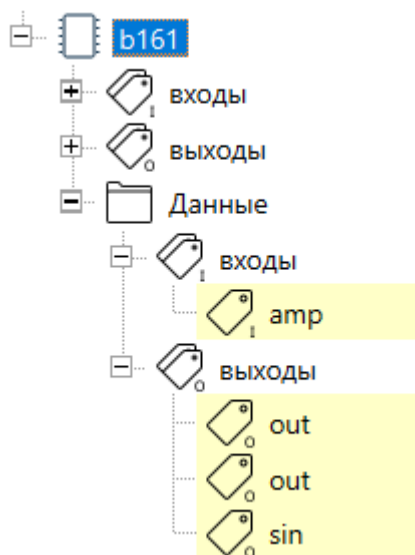 b161
входы
выходы
Данные
входы
amp
выходы
out
out
sin